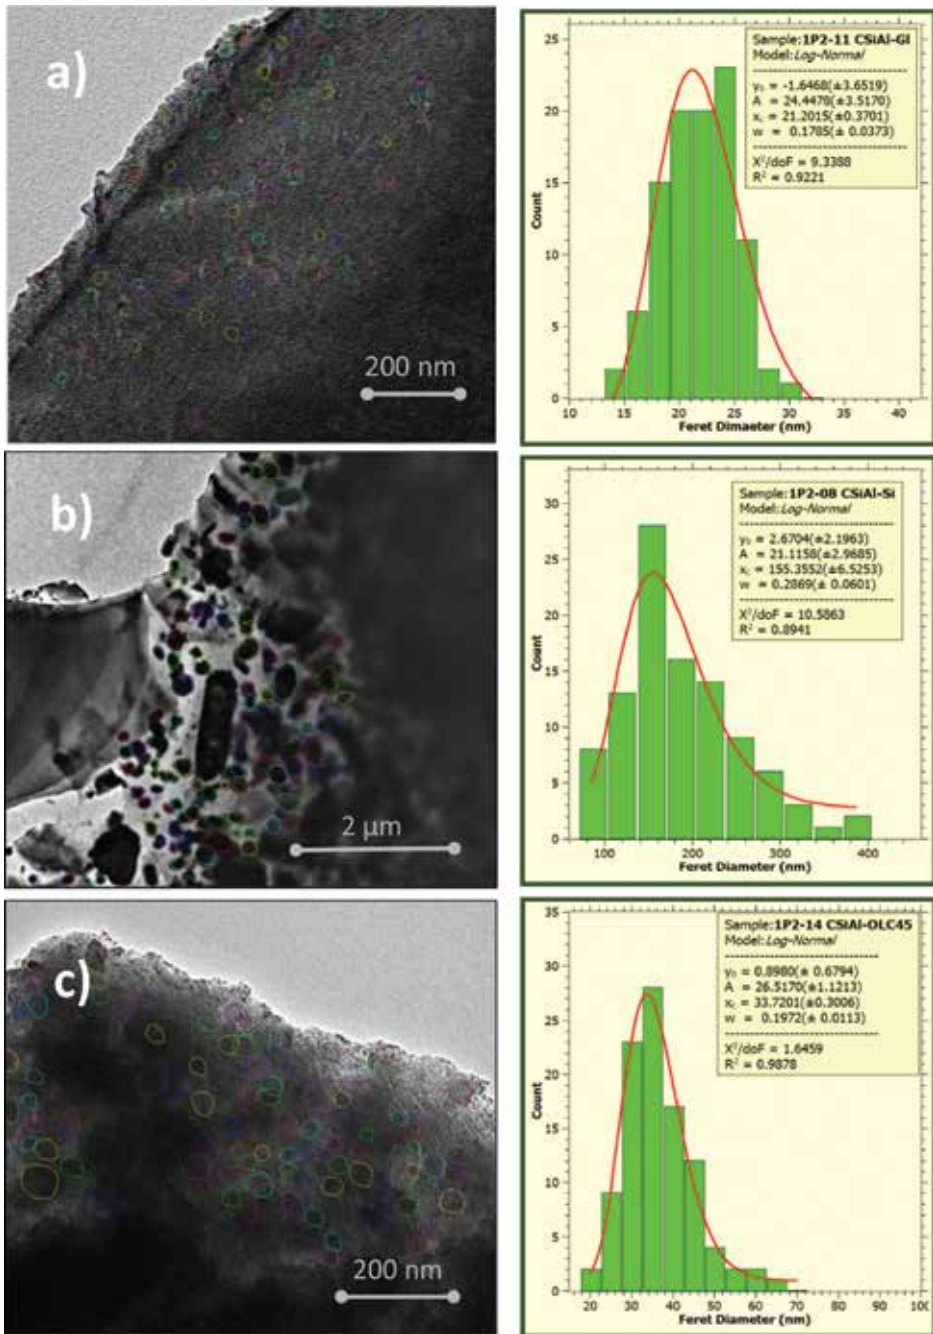 a)
200 nm
25
20
15
10
5
0
Count
Sample:1P2-11 CSiAl-Gl
Model:Log-Normal
y₀ = -1.6468(±3.6519)
A = 24.4478(±3.5170)
x꜀ = 21.2015(±0.3701)
w = 0.1785(± 0.0373)
X²/doF = 9.3388
R² = 0.9221
10 15 20 25 30 35 40
Feret Dimaeter (nm)
b)
2 µm
30
25
20
15
10
5
0
Count
Sample:1P2-08 CSiAl-Si
Model:Log-Normal
y₀ = 2.6704(±2.1963)
A = 21.1158(±2.9685)
x꜀ = 155.3552(±6.5253)
w = 0.2869(± 0.0601)
X²/doF = 10.5863
R² = 0.8941
100 200 300 400
Feret Diameter (nm)
c)
200 nm
35
30
25
20
15
10
5
0
Count
Sample:1P2-14 CSiAl-OLC45
Model:Log-Normal
y₀ = 0.8980(± 0.6794)
A = 26.5170(±1.1213)
x꜀ = 33.7201(±0.3006)
w = 0.1972(± 0.0113)
X²/doF = 1.6459
R² = 0.9878
20 30 40 50 60 70 80 90
Feret Diameter (nm)